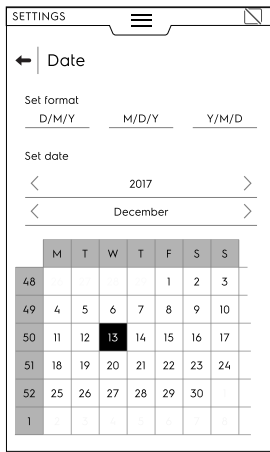 SETTINGS
Date
Set format
D/M/Y M/D/Y Y/M/D
Set date
2017
December
M T W T F S S
48 1 2 3
49 4 5 6 7 8 9 10
50 11 12 13 14 15 16 17
51 18 19 20 21 22 23 24
52 25 26 27 28 29 30
1